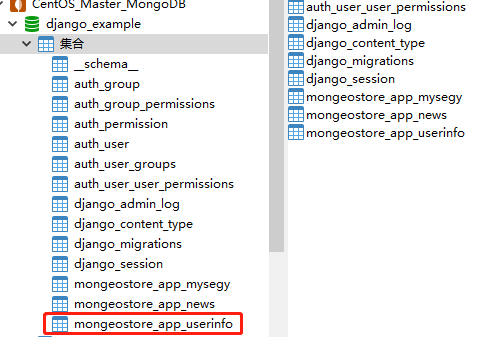 CentOS_Master_MongoDB
django_example
集合
__schema__
auth_group
auth_group_permissions
auth_permission
auth_user
auth_user_groups
auth_user_user_permissions
django_admin_log
django_content_type
django_migrations
django_session
mongeostore_app_mysegy
mongeostore_app_news
mongeostore_app_userinfo
auth_user_user_permissions
django_admin_log
django_content_type
django_migrations
django_session
mongeostore_app_mysegy
mongeostore_app_news
mongeostore_app_userinfo